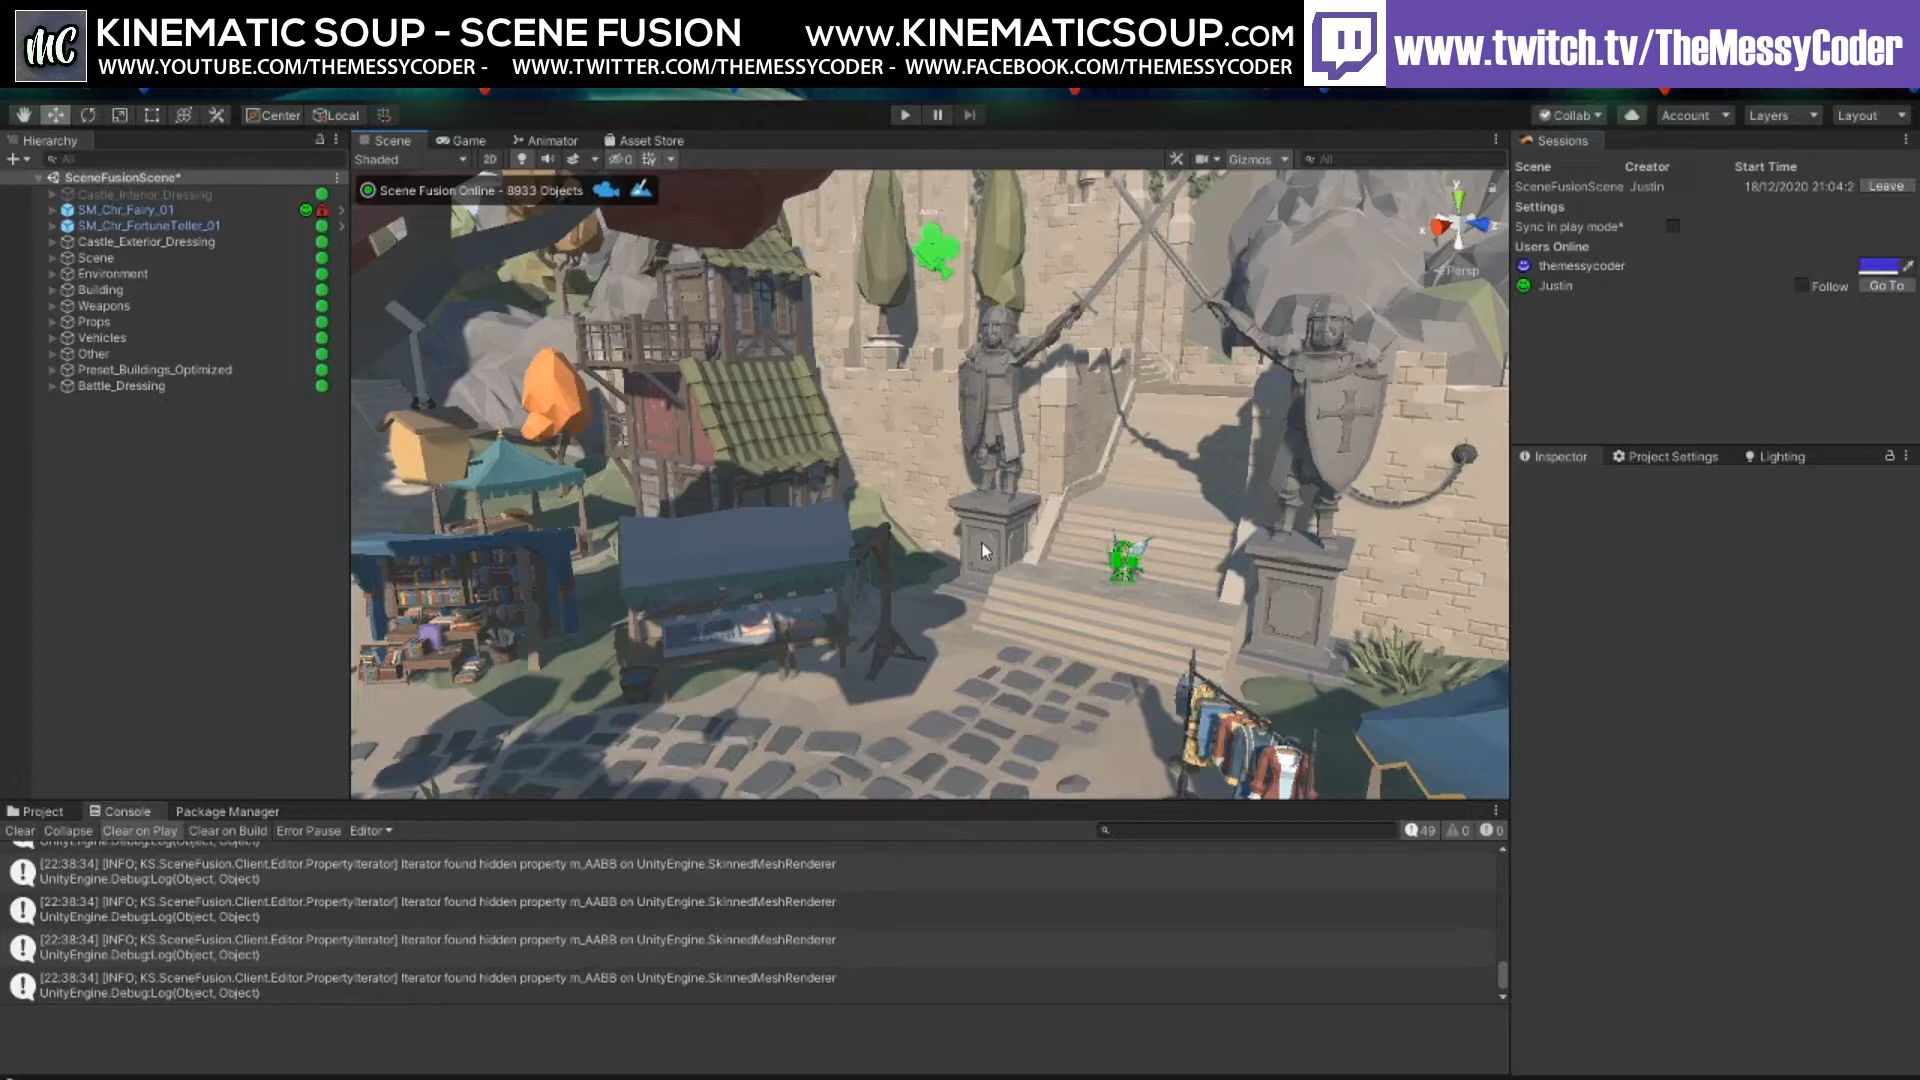 MC KINEMATIC SOUP - SCENE FUSION www.KINEMATICSOUP.com www.twitch.tv/TheMessyCoder
WWW.YOUTUBE.COM/THEMESSYCODER - WWW.TWITTER.COM/THEMESSYCODER - WWW.FACEBOOK.COM/THEMESSYCODER
Center Local Collab Account Layers Layout
Hierarchy Scene Game Animator Asset Store Sessions
All Shaded 2D 0 Gizmos All
Scene Creator Start Time
SceneFusionScene Justin 18/12/2020 21:04:2 Leave
Settings
Sync in play mode*
Users Online
themessycoder
Justin Follow Go To
SceneFusionScene*
Castle_Interior_Dressing
SM_Chr_Fairy_01
SM_Chr_FortuneTeller_01
Castle_Exterior_Dressing
Scene
Environment
Building
Weapons
Props
Vehicles
Other
Preset_Buildings_Optimized
Battle_Dressing
Scene Fusion Online - 8933 Objects
y
x z
Persp
Inspector Project Settings Lighting
Project Console Package Manager
Clear Collapse Clear on Play Clear on Build Error Pause Editor 49 0 0
UnityEngine.Debug:Log(Object, Object)
[22:38:34] [INFO; KS.SceneFusion.Client.Editor.PropertyIterator] Iterator found hidden property m_AABB on UnityEngine.SkinnedMeshRenderer
UnityEngine.Debug:Log(Object, Object)
[22:38:34] [INFO; KS.SceneFusion.Client.Editor.PropertyIterator] Iterator found hidden property m_AABB on UnityEngine.SkinnedMeshRenderer
UnityEngine.Debug:Log(Object, Object)
[22:38:34] [INFO; KS.SceneFusion.Client.Editor.PropertyIterator] Iterator found hidden property m_AABB on UnityEngine.SkinnedMeshRenderer
UnityEngine.Debug:Log(Object, Object)
[22:38:34] [INFO; KS.SceneFusion.Client.Editor.PropertyIterator] Iterator found hidden property m_AABB on UnityEngine.SkinnedMeshRenderer
UnityEngine.Debug:Log(Object, Object)